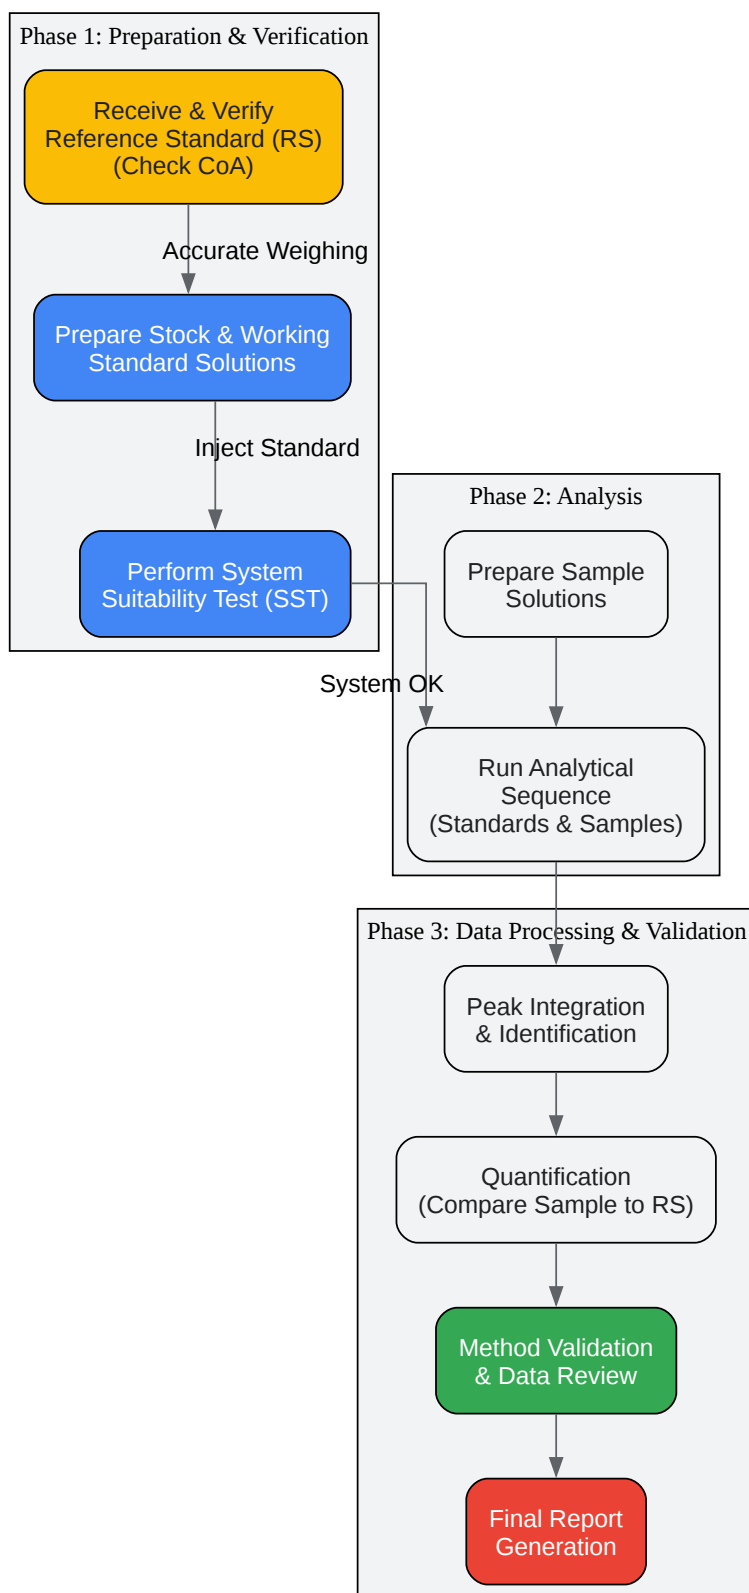 Phase 1: Preparation & Verification
Receive & Verify
Reference Standard (RS)
(Check CoA)
Accurate Weighing
Prepare Stock & Working
Standard Solutions
Inject Standard
Perform System
Suitability Test (SST)
System OK
Phase 2: Analysis
Prepare Sample
Solutions
Run Analytical
Sequence
(Standards & Samples)
Phase 3: Data Processing & Validation
Peak Integration
& Identification
Quantification
(Compare Sample to RS)
Method Validation
& Data Review
Final Report
Generation